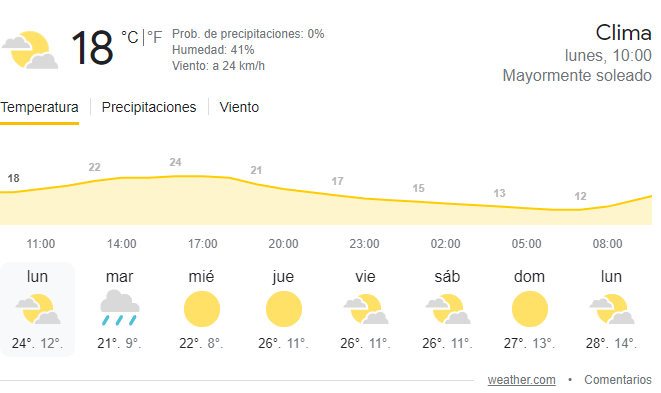 18 °C | °F
Prob. de precipitaciones: 0%
Humedad: 41%
Viento: a 24 km/h
Clima
lunes, 10:00
Mayormente soleado
Temperatura | Precipitaciones | Viento
18 22 24 21 17 15 13 12
11:00 14:00 17:00 20:00 23:00 02:00 05:00 08:00
lun mar mié jue vie sáb dom lun
24°. 12°. 21°. 9°. 22°. 8°. 26°. 11°. 26°. 11°. 26°. 11°. 27°. 13°. 28°. 14°.
weather.com • Comentarios